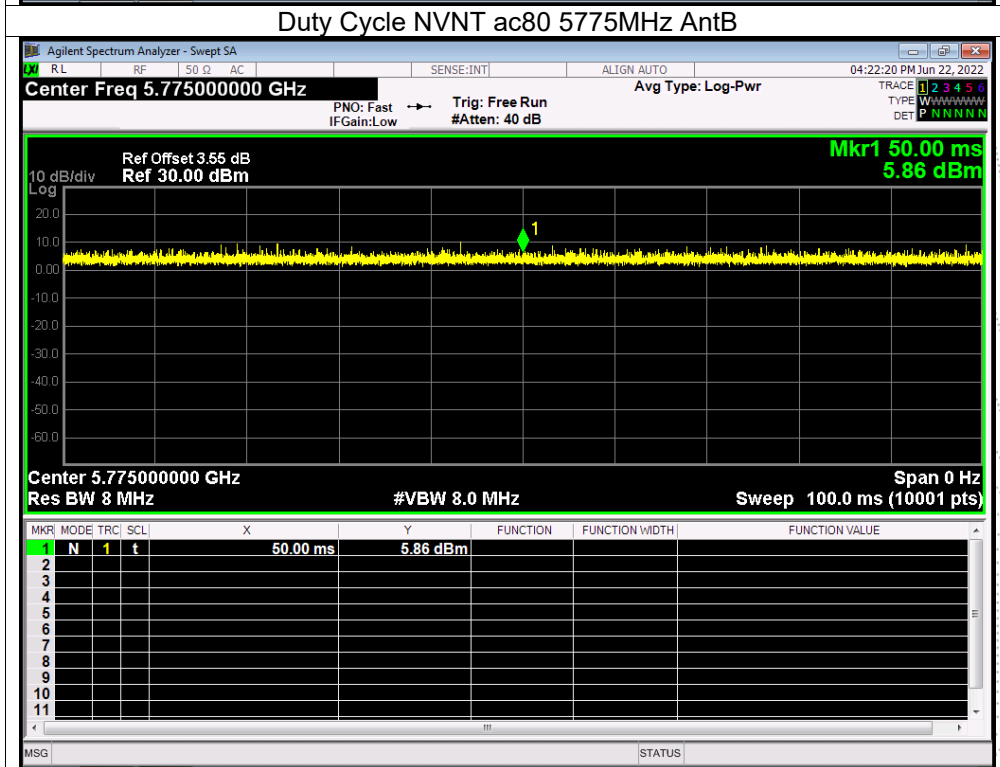 Duty Cycle NVNT ac80 5775MHz AntB
Agilent Spectrum Analyzer - Swept SA
LXI RL RF 50 Ω AC SENSE:INT ALIGN AUTO 04:22:20 PM Jun 22, 2022
Center Freq 5.775000000 GHz Avg Type: Log-Pwr TRACE 1 2 3 4 5 6
PNO: Fast Trig: Free Run TYPE WWWWWW
IFGain:Low #Atten: 40 dB DET P N N N N N
Mkr1 50.00 ms
Ref Offset 3.55 dB
10 dB/div Ref 30.00 dBm 5.86 dBm
Log
20.0
1
10.0
0.00
-10.0
-20.0
-30.0
-40.0
-50.0
-60.0
Center 5.775000000 GHz Span 0 Hz
Res BW 8 MHz #VBW 8.0 MHz Sweep 100.0 ms (10001 pts)
MKR MODE TRC SCL X Y FUNCTION FUNCTION WIDTH FUNCTION VALUE
1 N 1 t 50.00 ms 5.86 dBm
2
3
4
5
6
7
8
9
10
11
MSG STATUS